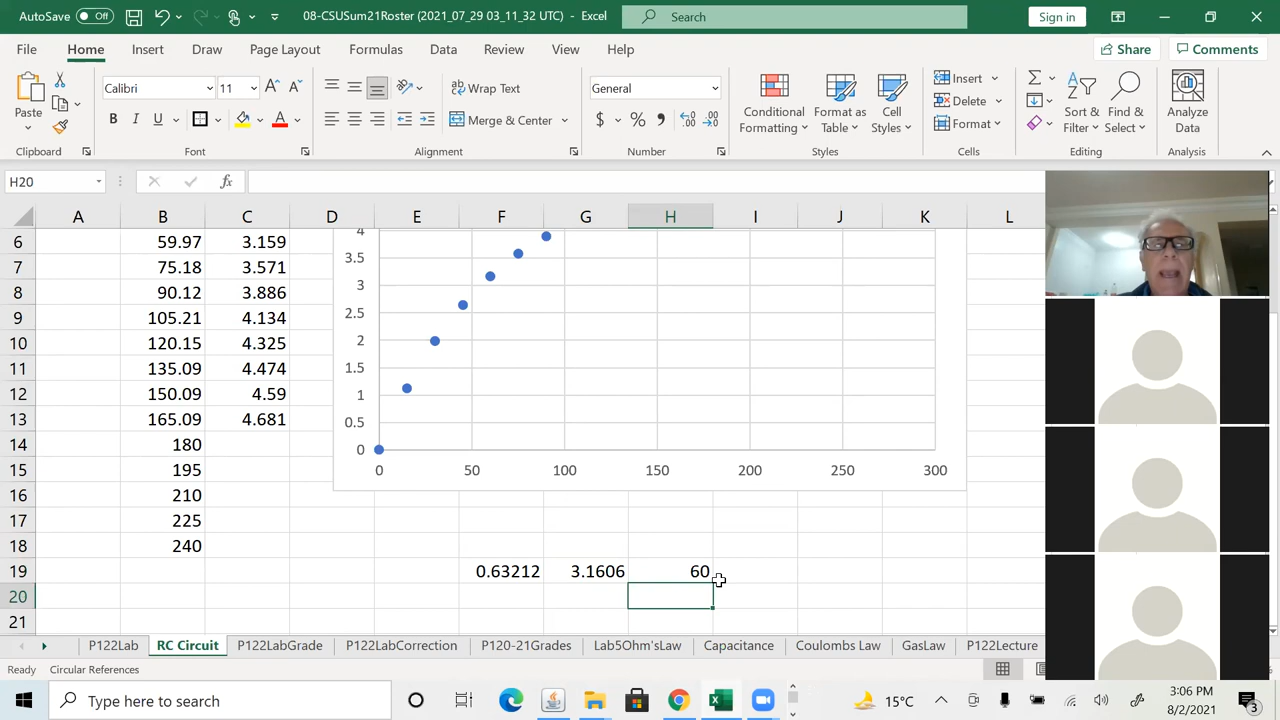 AutoSave Off 08-CSUSum21Roster (2021_07_29 03_11_32 UTC) - Excel Search Sign in
File Home Insert Draw Page Layout Formulas Data Review View Help Share Comments
Paste Calibri 11 A A Wrap Text General Conditional Formatting Format as Table Cell Styles Insert Delete Format Sort & Filter Find & Select Analyze Data
B I U A Merge & Center $ % ,
Clipboard Font Alignment Number Styles Cells Editing Analysis
H20 fx
A B C D E F G H I J K L
6 59.97 3.159 4
7 75.18 3.571 3.5
8 90.12 3.886 3
9 105.21 4.134 2.5
10 120.15 4.325 2
11 135.09 4.474 1.5
12 150.09 4.59 1
13 165.09 4.681 0.5
14 180 0
15 195 0 50 100 150 200 250 300
16 210
17 225
18 240
19 0.63212 3.1606 60
20
21
P122Lab RC Circuit P122LabGrade P122LabCorrection P120-21Grades Lab5Ohm'sLaw Capacitance Coulombs Law GasLaw P122Lecture
Ready Circular References
Type here to search 15°C 3:06 PM
8/2/2021 3